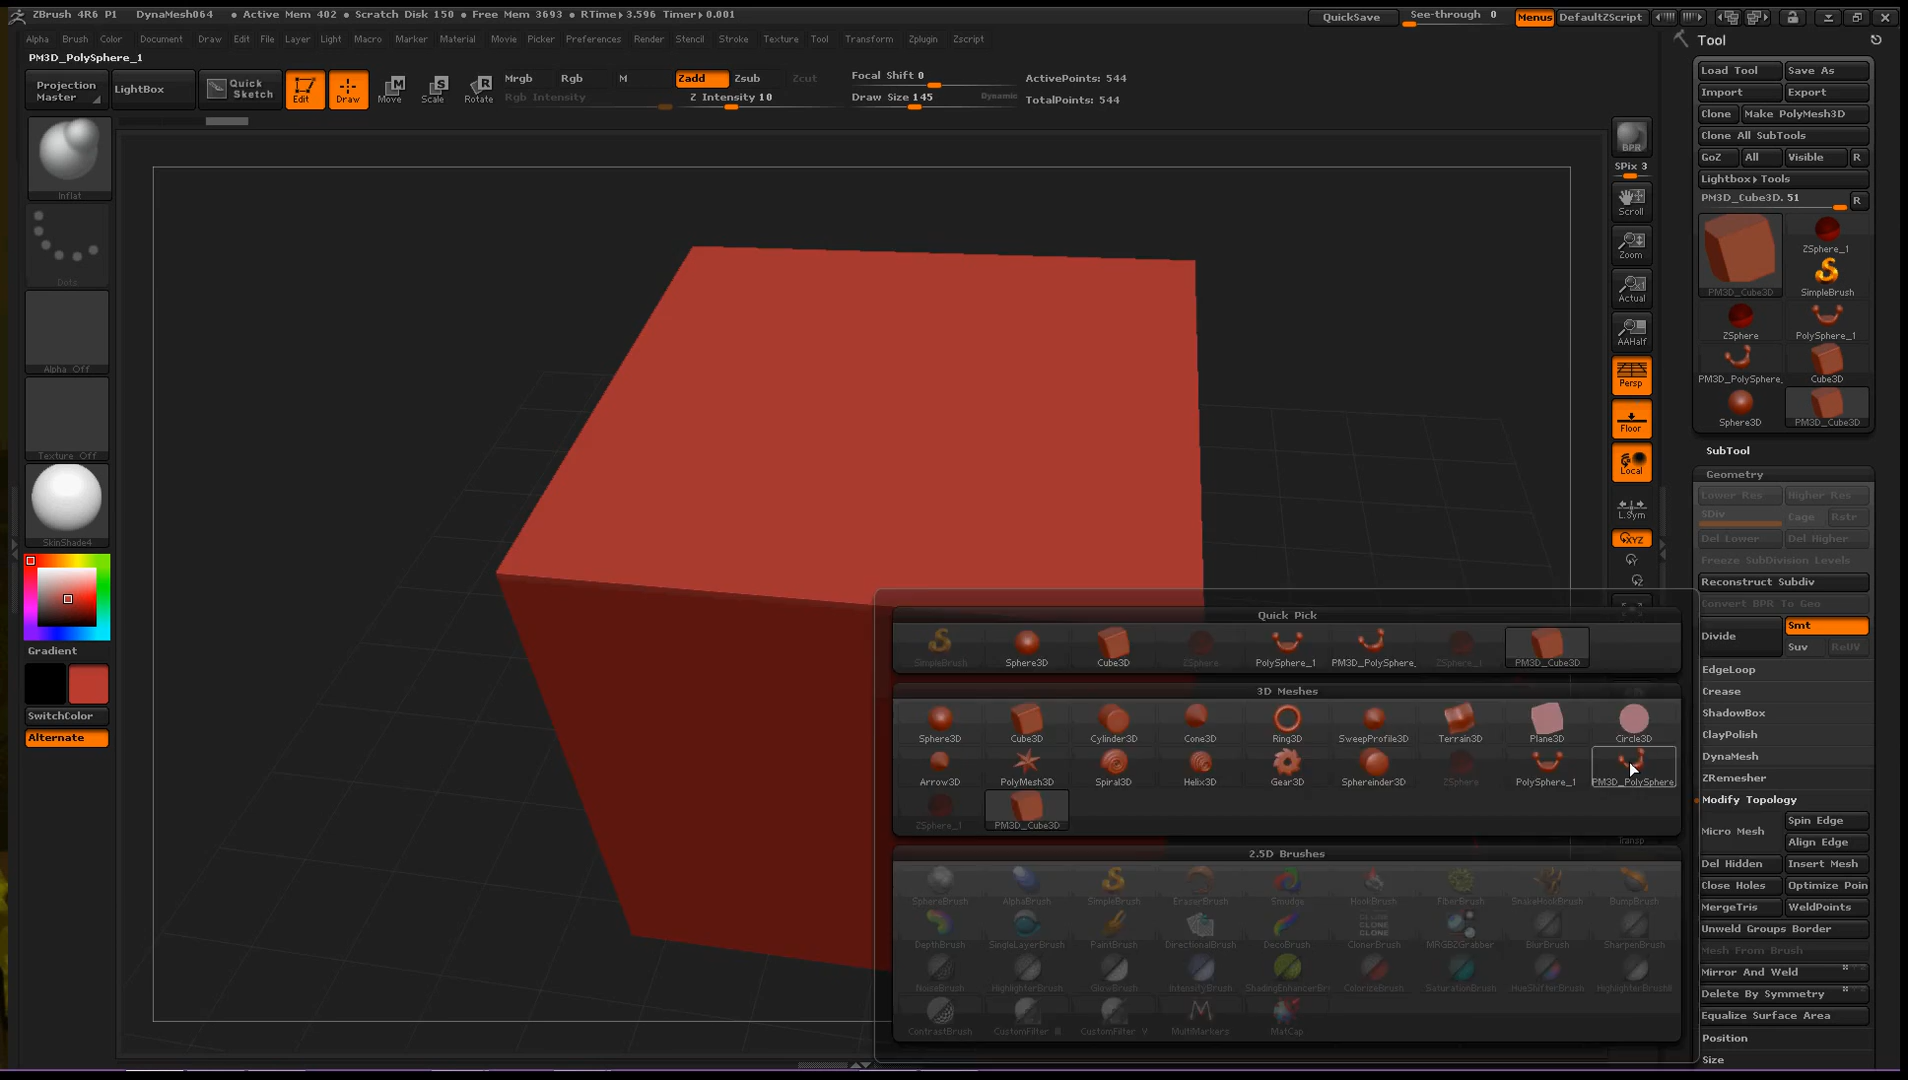 ZBrush 4R6 P1 DynaMesh064 • Active Mem 402 • Scratch Disk 150 • Free Mem 3693 • RTime▸3.596 Timer▸0.001 QuickSave See-through 0 Menus DefaultZScript
Alpha Brush Color Document Draw Edit File Layer Light Macro Marker Material Movie Picker Preferences Render Stencil Stroke Texture Tool Transform Zplugin Zscript
PM3D_PolySphere_1
Projection Master
LightBox
Quick Sketch
Edit
Draw
Move
Scale
Rotate
Mrgb Rgb M Zadd Zsub Zcut
Rgb Intensity Z Intensity 10
Focal Shift 0
Draw Size 145 Dynamic
ActivePoints: 544
TotalPoints: 544
Inflat
Dots
Alpha Off
Texture Off
SkinShade4
Gradient
SwitchColor
Alternate
BPR
SPix 3
Scroll
Zoom
Actual
AAHalf
Persp
Floor
Local
L.Sym
XYZ
Y
Z
Transp
Tool
Load Tool Save As
Import Export
Clone Make PolyMesh3D
Clone All SubTools
GoZ All Visible R
Lightbox▸Tools
PM3D_Cube3D. 51 R
PM3D_Cube3D
ZSphere_1
SimpleBrush
ZSphere PolySphere_1
PM3D_PolySphere_ Cube3D
Sphere3D PM3D_Cube3D
SubTool
Geometry
Lower Res Higher Res
SDiv Cage Rstr
Del Lower Del Higher
Freeze SubDivision Levels
Reconstruct Subdiv
Convert BPR To Geo
Divide Smt
Suv ReUV
EdgeLoop
Crease
ShadowBox
ClayPolish
DynaMesh
ZRemesher
Modify Topology
Micro Mesh Spin Edge
Align Edge
Del Hidden Insert Mesh
Close Holes Optimize Poin
MergeTris WeldPoints
Unweld Groups Border
Mesh From Brush
Mirror And Weld
Delete By Symmetry
Equalize Surface Area
Position
Size
Quick Pick
SimpleBrush Sphere3D Cube3D ZSphere PolySphere_1 PM3D_PolySphere_ ZSphere_1 PM3D_Cube3D
3D Meshes
Sphere3D Cube3D Cylinder3D Cone3D Ring3D SweepProfile3D Terrain3D Plane3D Circle3D
Arrow3D PolyMesh3D Spiral3D Helix3D Gear3D Sphereinder3D ZSphere PolySphere_1 PM3D_PolySphere
ZSphere_1 PM3D_Cube3D
2.5D Brushes
SphereBrush AlphaBrush SimpleBrush EraserBrush Smudge HookBrush FiberBrush SnakeHookBrush BumpBrush
DepthBrush SingleLayerBrush PaintBrush DirectionalBrush DecoBrush ClonerBrush MRGBZGrabber BlurBrush SharpenBrush
NoiseBrush HighlighterBrush GlowBrush IntensityBrush ShadingEnhancerBr ColorizeBrush SaturationBrush HueShifterBrush HighlighterBrush
ContrastBrush CustomFilter CustomFilter MultiMarkers MatCap